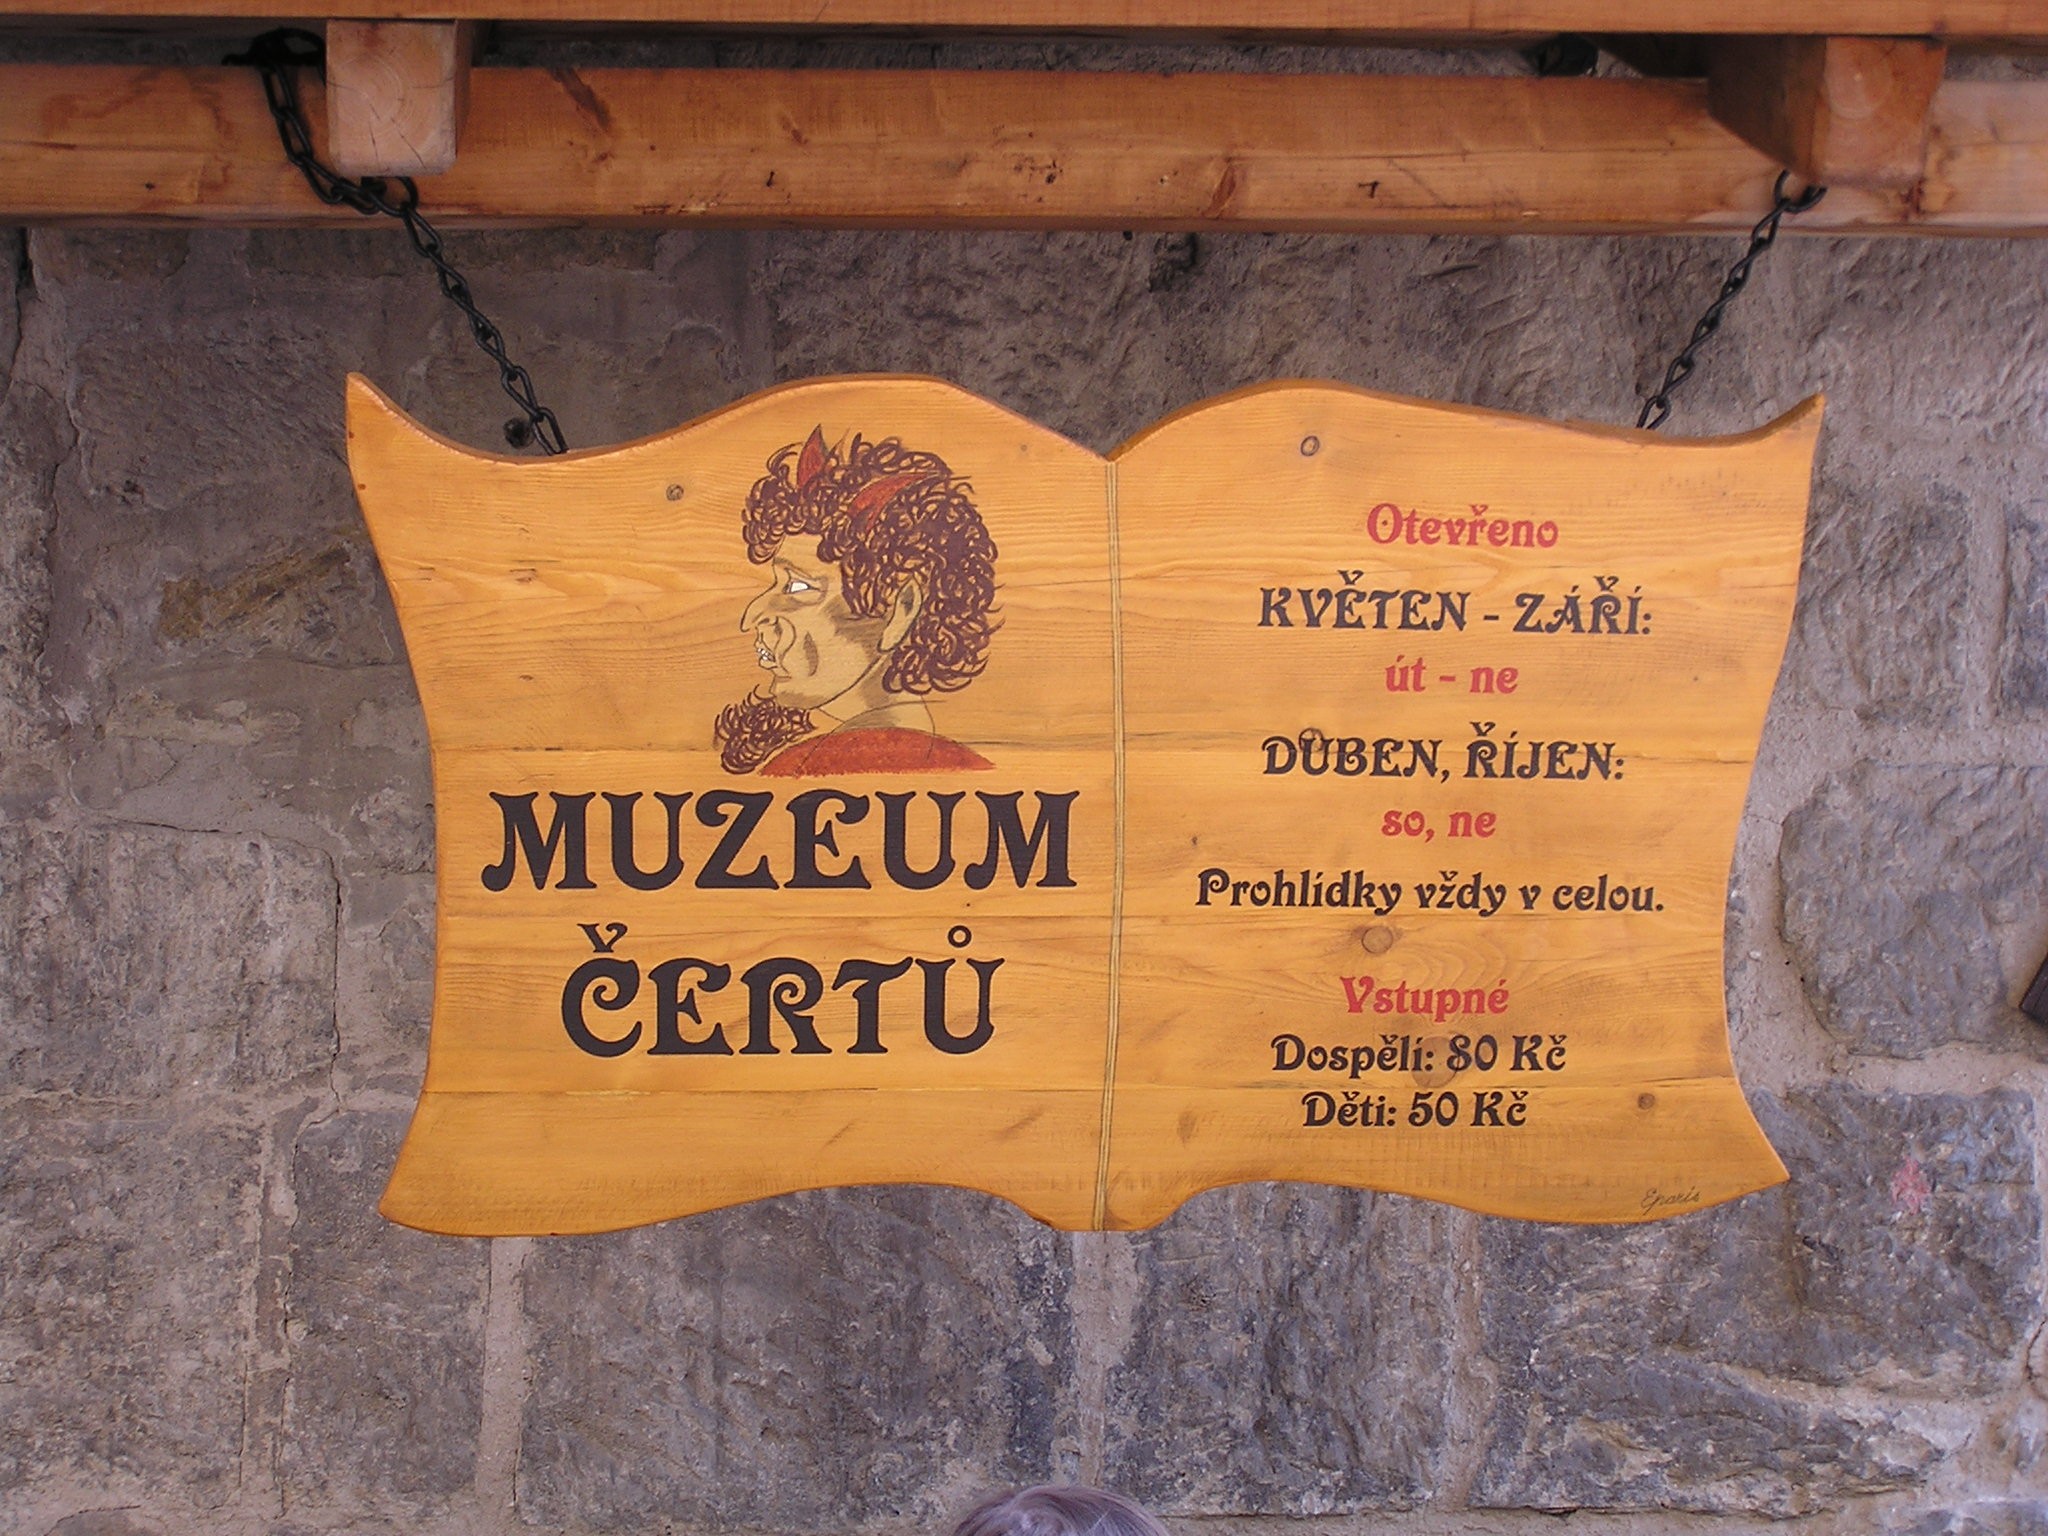 MUZEUM
ČERTŮ
Otevřeno
KVĚTEN - ZÁŘÍ:
út - ne
DUBEN, ŘÍJEN:
so, ne
Prohlídky vždy v celou.
Vstupné
Dospělí: 80 Kč
Děti: 50 Kč